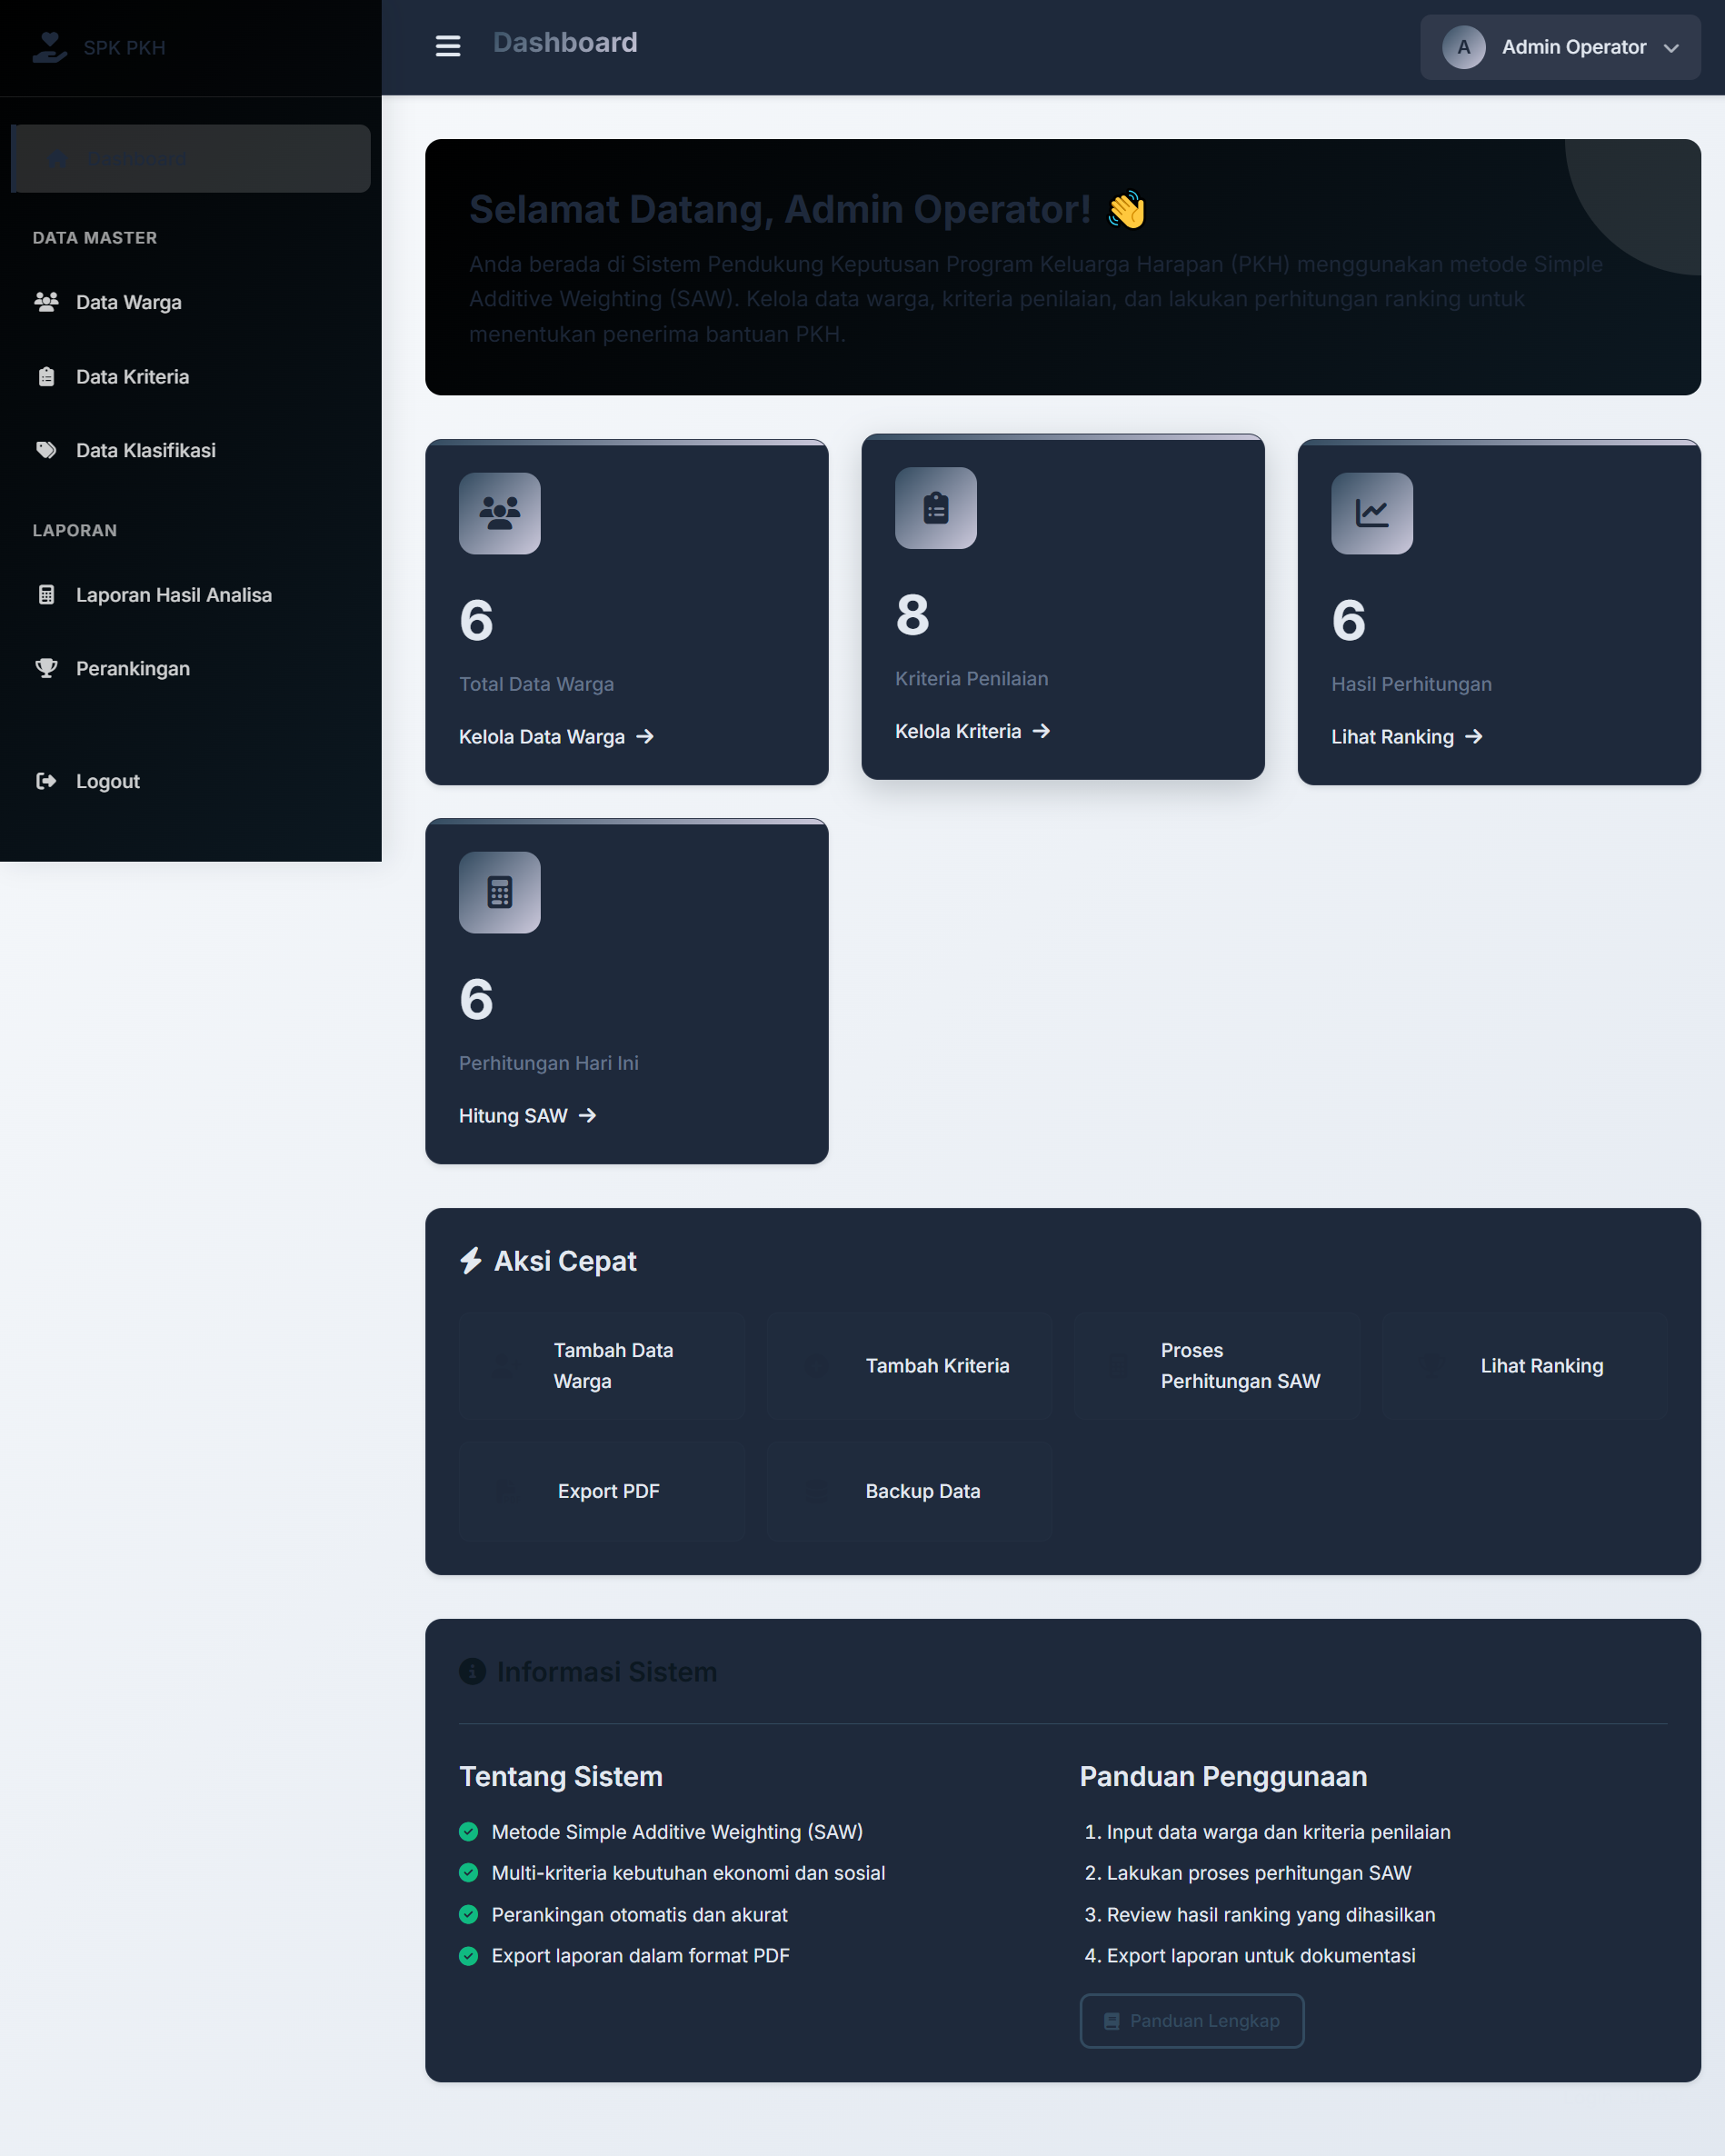 SPK PKH
Dashboard
A
Admin Operator
Dashboard
DATA MASTER
Data Warga
Data Kriteria
Data Klasifikasi
LAPORAN
Laporan Hasil Analisa
Perankingan
Logout
Selamat Datang, Admin Operator! 👋
Anda berada di Sistem Pendukung Keputusan Program Keluarga Harapan (PKH) menggunakan metode Simple
Additive Weighting (SAW). Kelola data warga, kriteria penilaian, dan lakukan perhitungan ranking untuk
menentukan penerima bantuan PKH.
6
Total Data Warga
Kelola Data Warga →
8
Kriteria Penilaian
Kelola Kriteria →
6
Hasil Perhitungan
Lihat Ranking →
6
Perhitungan Hari Ini
Hitung SAW →
Aksi Cepat
Tambah Data
Warga
Tambah Kriteria
Proses
Perhitungan SAW
Lihat Ranking
Export PDF
Backup Data
Informasi Sistem
Tentang Sistem
Metode Simple Additive Weighting (SAW)
Multi-kriteria kebutuhan ekonomi dan sosial
Perankingan otomatis dan akurat
Export laporan dalam format PDF
Panduan Penggunaan
1. Input data warga dan kriteria penilaian
2. Lakukan proses perhitungan SAW
3. Review hasil ranking yang dihasilkan
4. Export laporan untuk dokumentasi
Panduan Lengkap